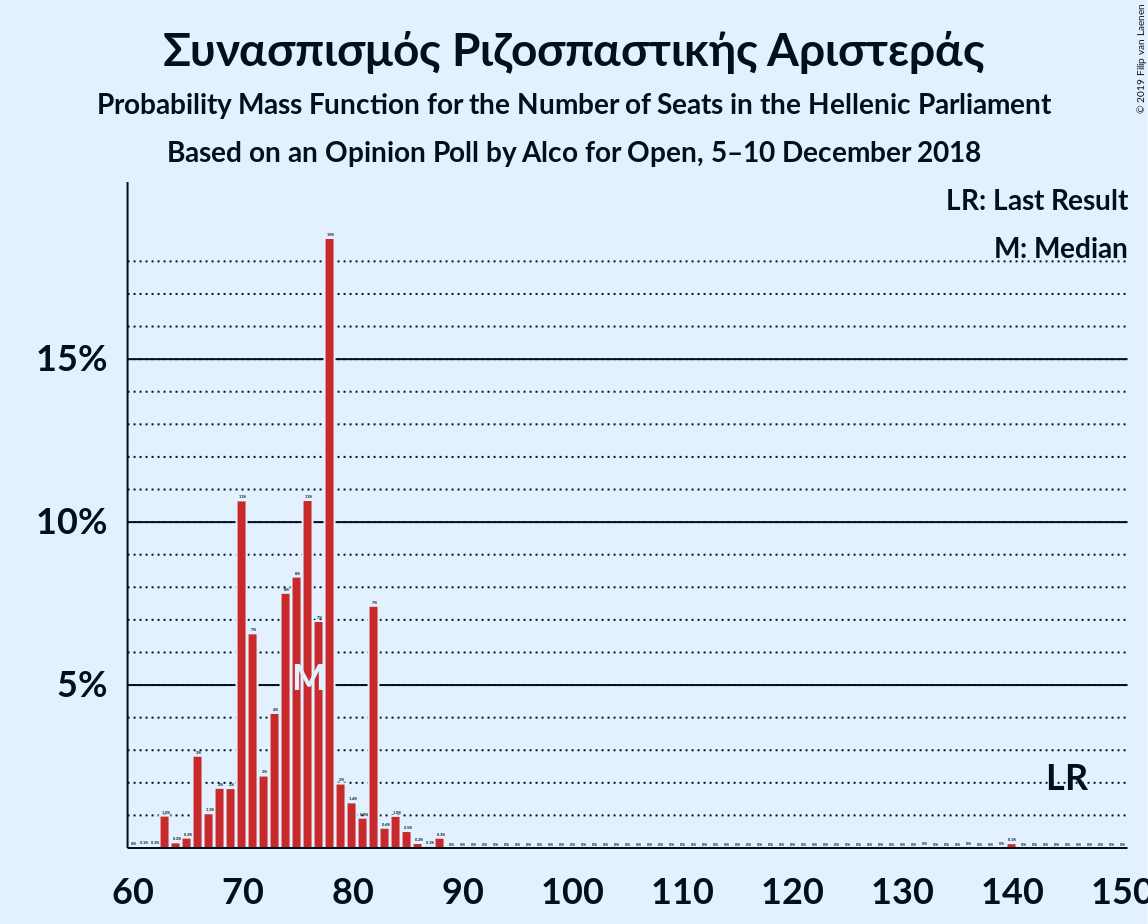 Συνασπισμός Ριζοσπαστικής Αριστεράς
Probability Mass Function for the Number of Seats in the Hellenic Parliament
Based on an Opinion Poll by Alco for Open, 5–10 December 2018
© 2019 Filip van Laenen
LR: Last Result
M: Median
15%
10%
5%
M
LR
60 70 80 90 100 110 120 130 140 150